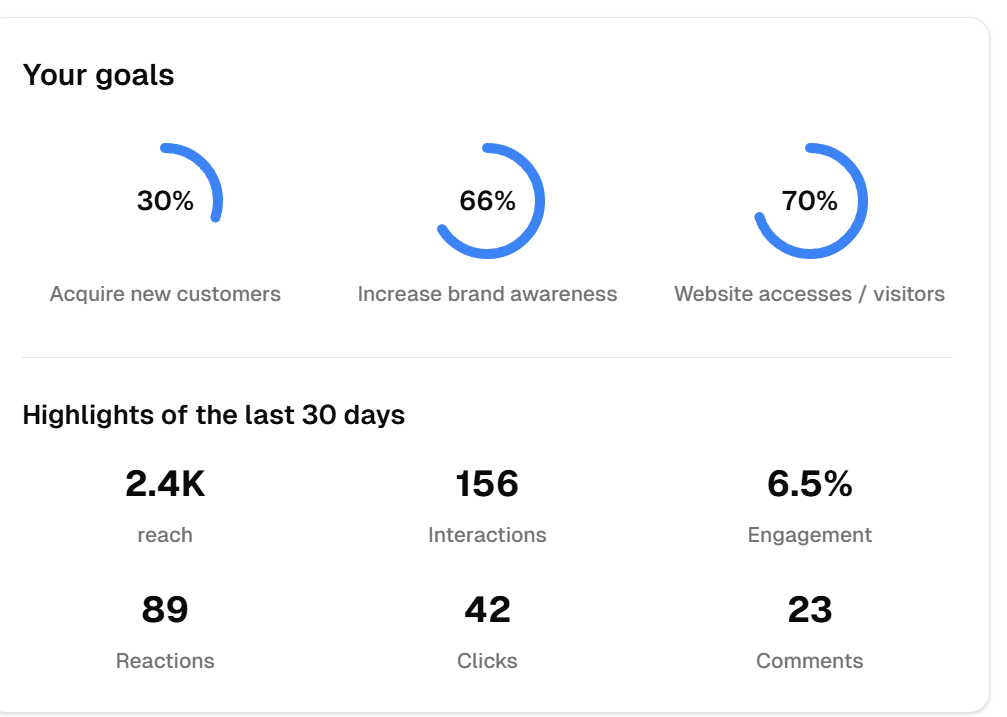 Your goals
30%
66%
70%
Acquire new customers
Increase brand awareness
Website accesses / visitors
Highlights of the last 30 days
2.4K
156
6.5%
reach
Interactions
Engagement
89
42
23
Reactions
Clicks
Comments